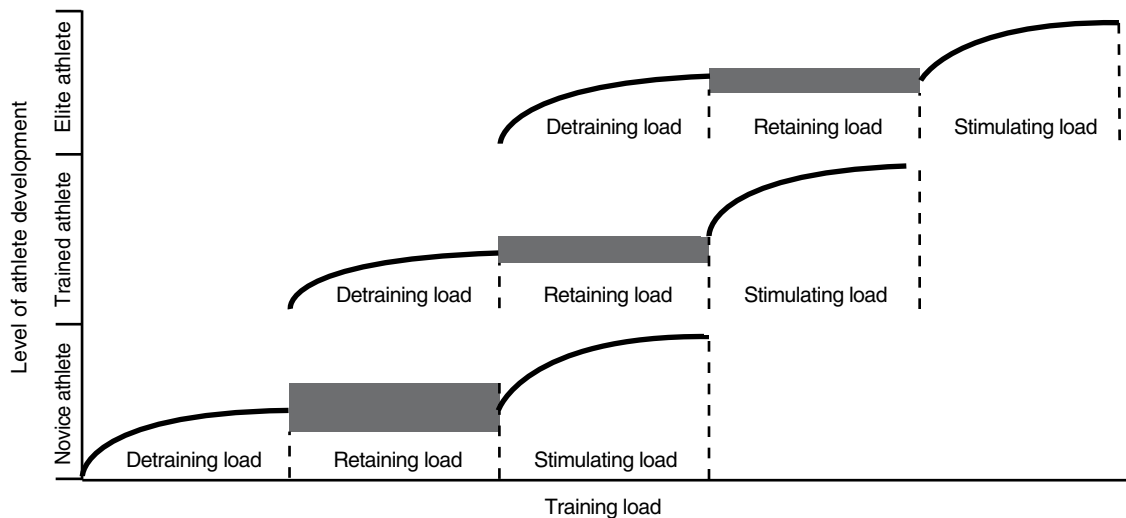 Level of athlete development
Elite athlete
Detraining load
Retaining load
Stimulating load
Trained athlete
Detraining load
Retaining load
Stimulating load
Novice athlete
Detraining load
Retaining load
Stimulating load
Training load